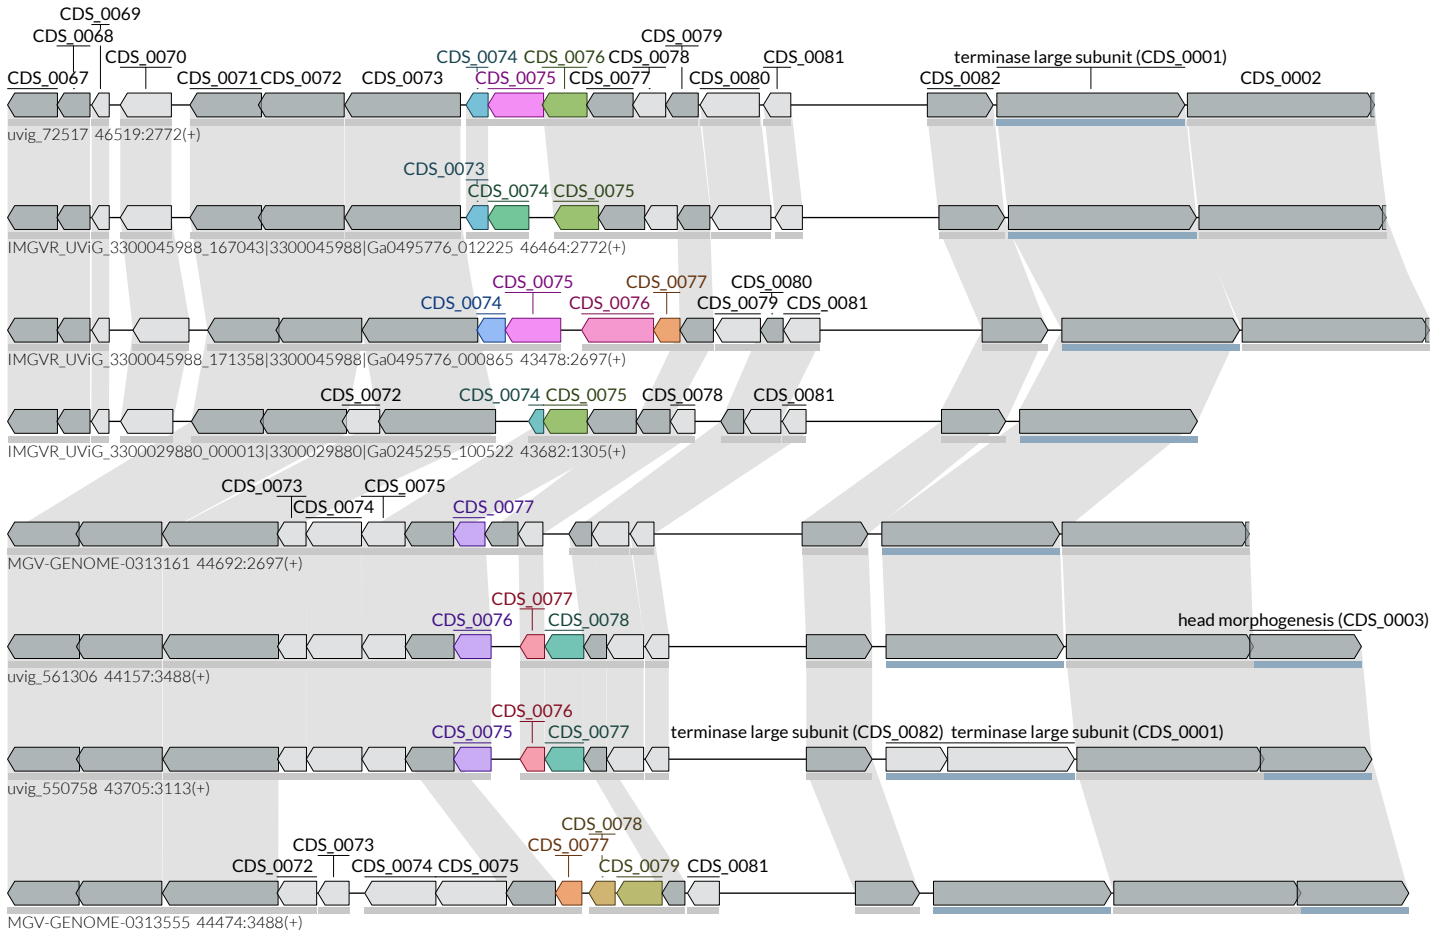 CDS_0069
CDS_0068
CDS_0079
CDS_0070 CDS_0074 CDS_0076 CDS_0078 CDS_0081 terminase large subunit (CDS_0001)
CDS_0067 CDS_0071 CDS_0072 CDS_0073 CDS_0075 CDS_0077 CDS_0080 CDS_0082 CDS_0002
uvig_72517 46519:2772(+)
CDS_0073
CDS_0074 CDS_0075
IMGVR_UViG_3300045988_167043|3300045988|Ga0495776_012225 46464:2772(+)
CDS_0075 CDS_0077 CDS_0080
CDS_0074 CDS_0076 CDS_0079 CDS_0081
IMGVR_UViG_3300045988_171358|3300045988|Ga0495776_000865 43478:2697(+)
CDS_0072 CDS_0074 CDS_0075 CDS_0078 CDS_0081
IMGVR_UViG_3300029880_000013|3300029880|Ga0245255_100522 43682:1305(+)
CDS_0073 CDS_0075
CDS_0074 CDS_0077
MGV-GENOME-0313161 44692:2697(+)
CDS_0077
CDS_0076 CDS_0078 head morphogenesis (CDS_0003)
uvig_561306 44157:3488(+)
CDS_0076
CDS_0075 CDS_0077 terminase large subunit (CDS_0082) terminase large subunit (CDS_0001)
uvig_550758 43705:3113(+)
CDS_0078
CDS_0073 CDS_0077
CDS_0072 CDS_0074 CDS_0075 CDS_0079 CDS_0081
MGV-GENOME-0313555 44474:3488(+)